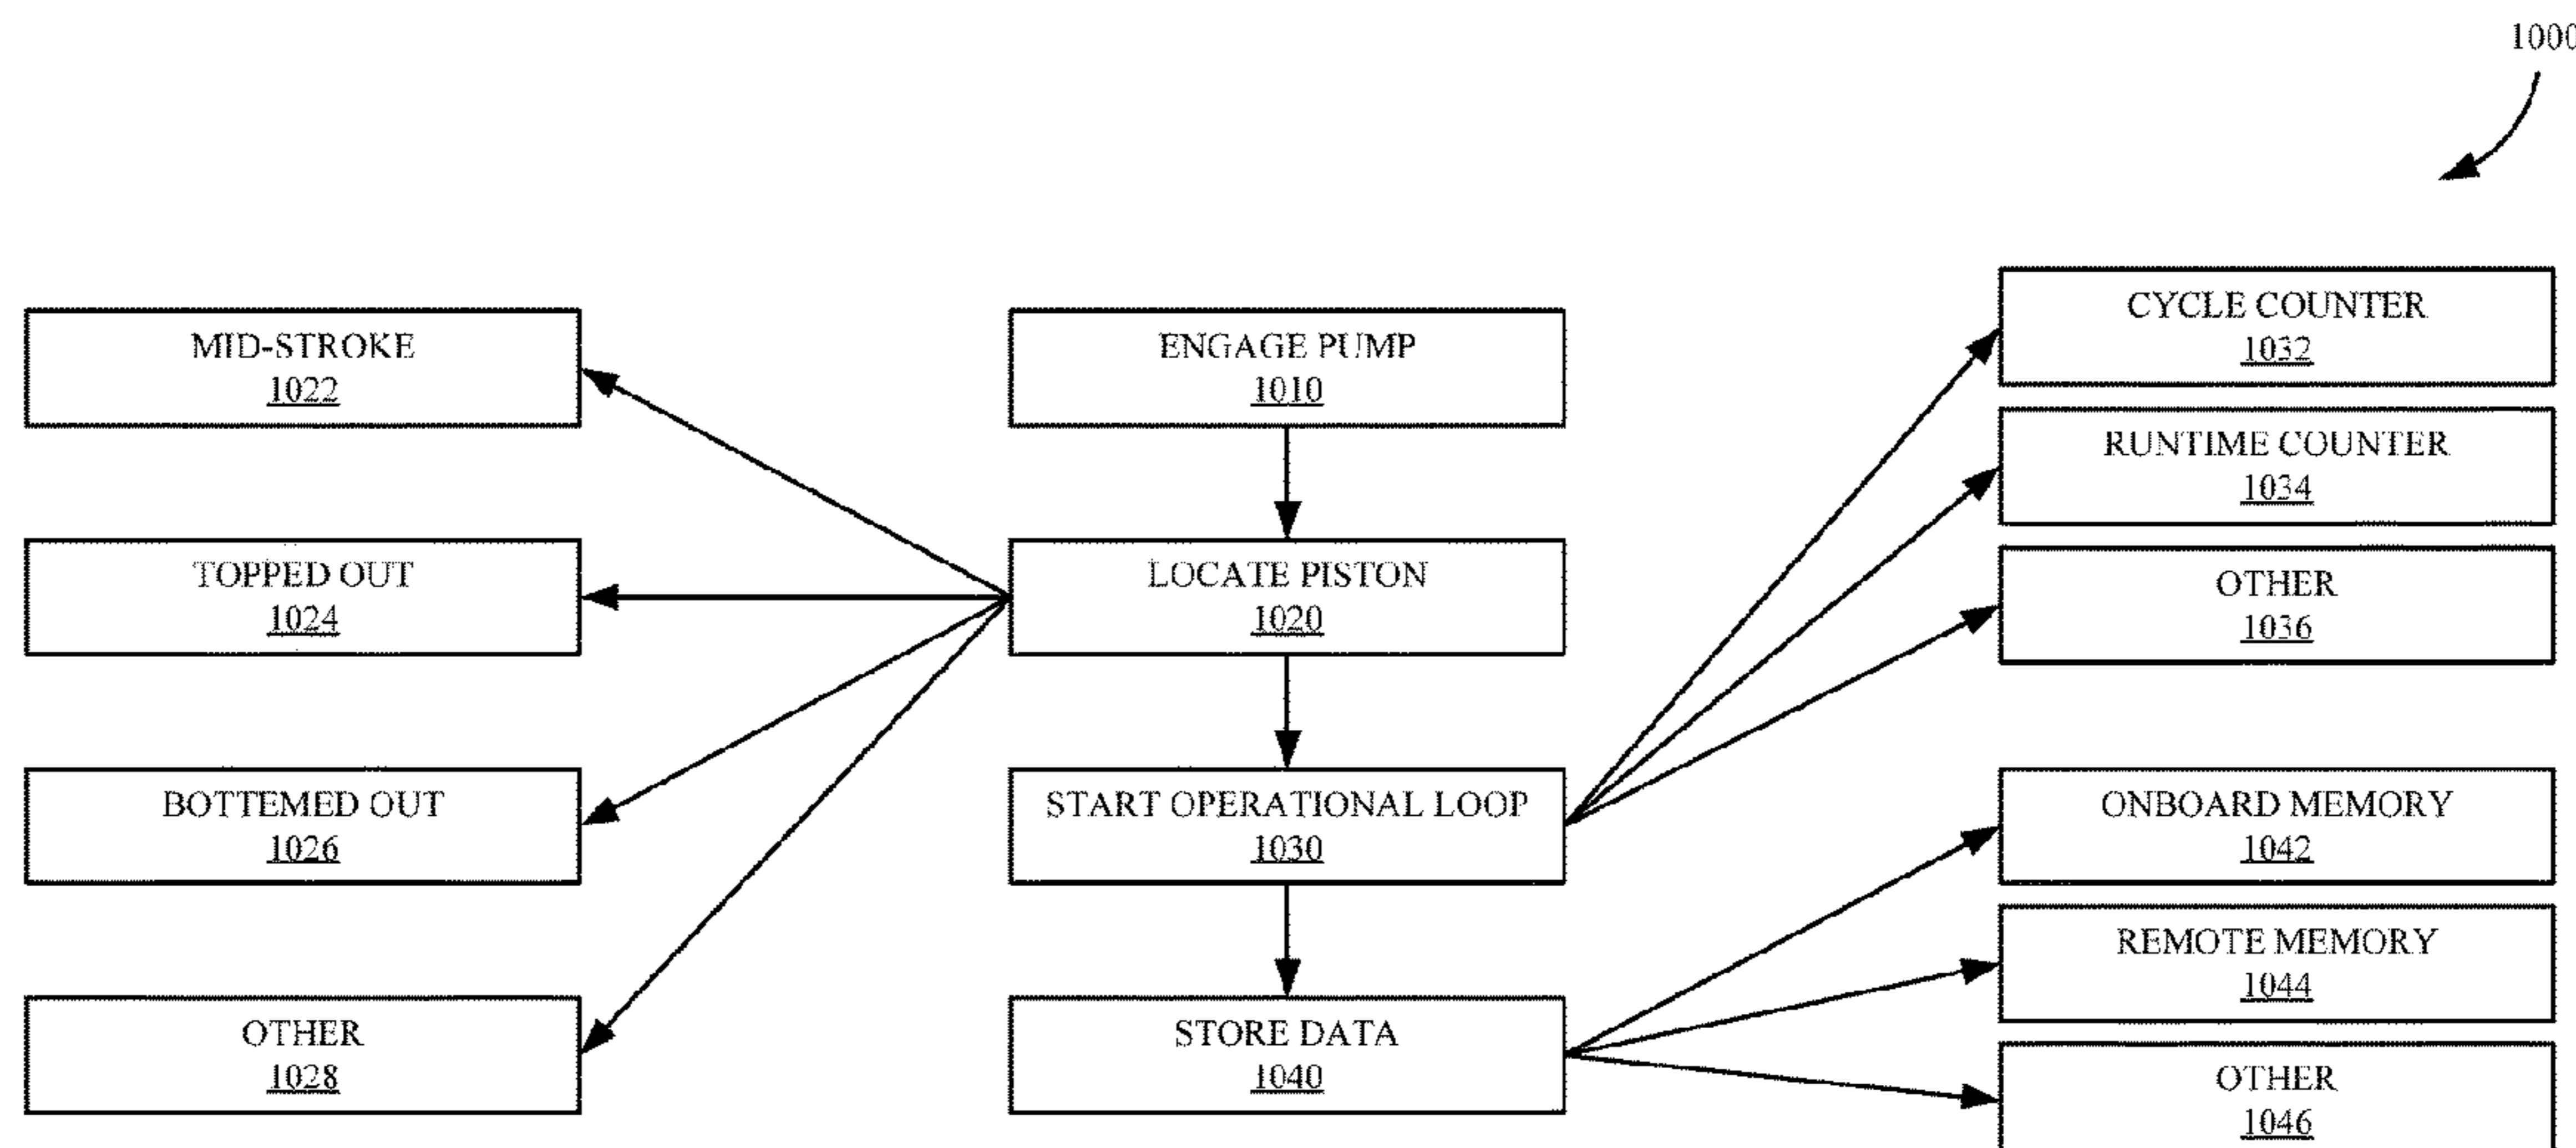 1000
MID-STROKE
1022
TOPPED OUT
1024
BOTTEMED OUT
1026
OTHER
1028
ENGAGE PUMP
1010
LOCATE PISTON
1020
START OPERATIONAL LOOP
1030
STORE DATA
1040
CYCLE COUNTER
1032
RUNTIME COUNTER
1034
OTHER
1036
ONBOARD MEMORY
1042
REMOTE MEMORY
1044
OTHER
1046